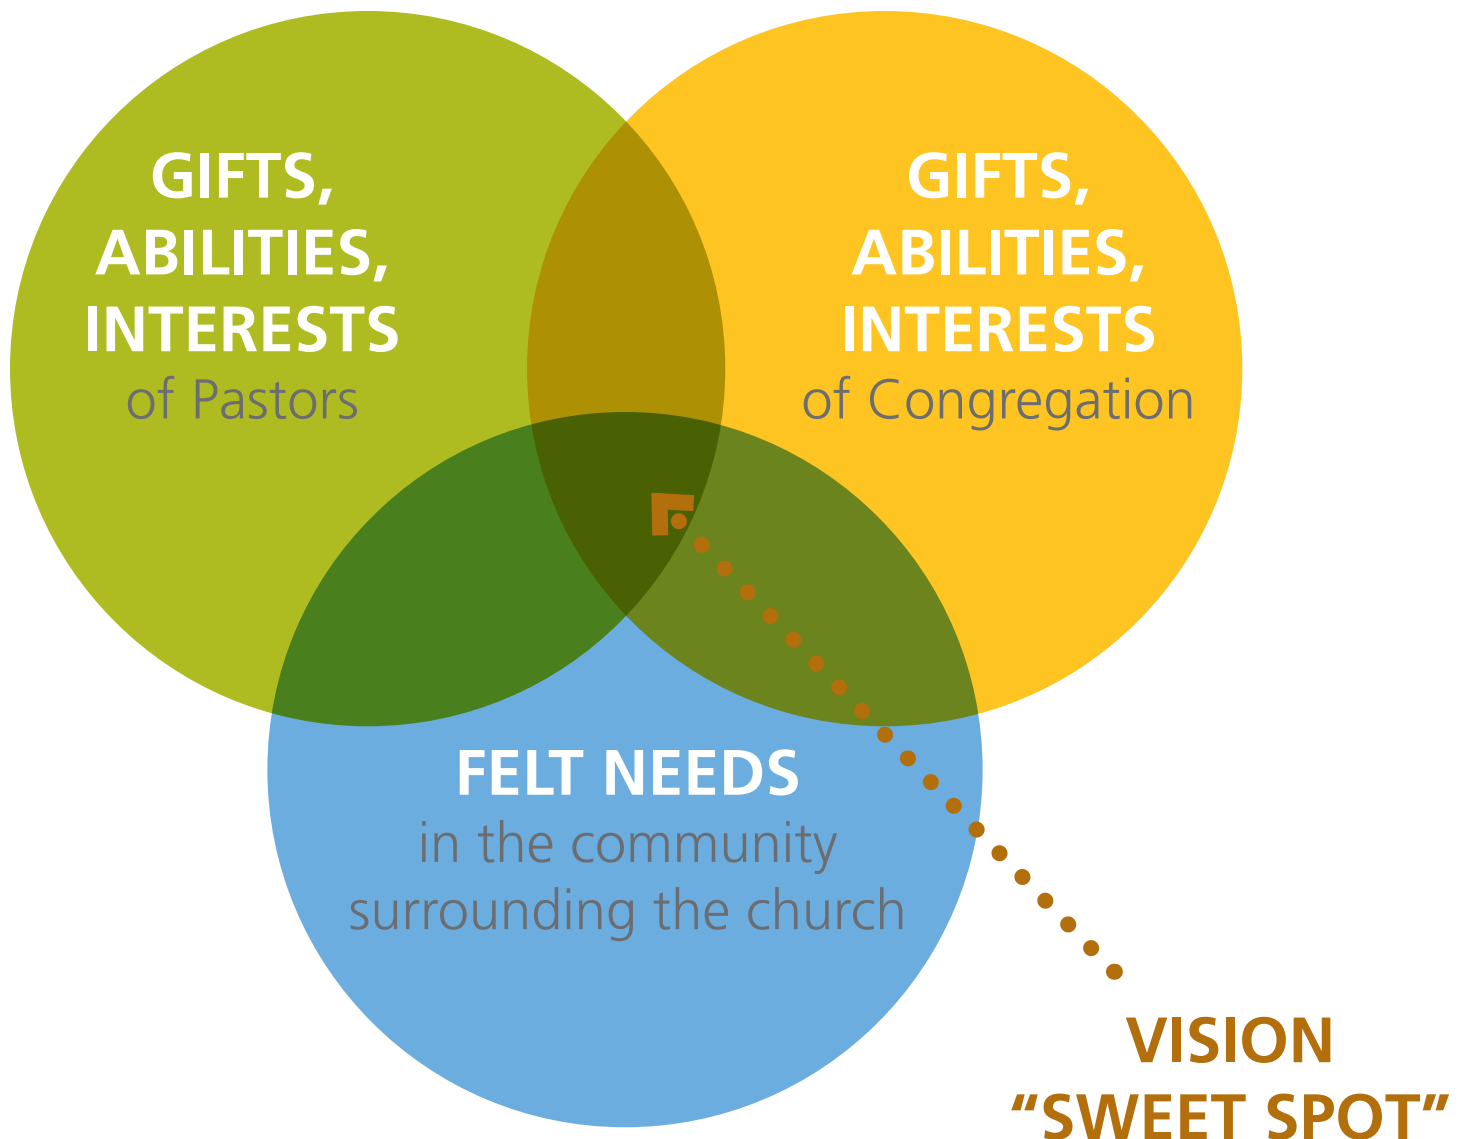 GIFTS,
ABILITIES,
INTERESTS
of Pastors
GIFTS,
ABILITIES,
INTERESTS
of Congregation
FELT NEEDS
in the community
surrounding the church
VISION
“SWEET SPOT”